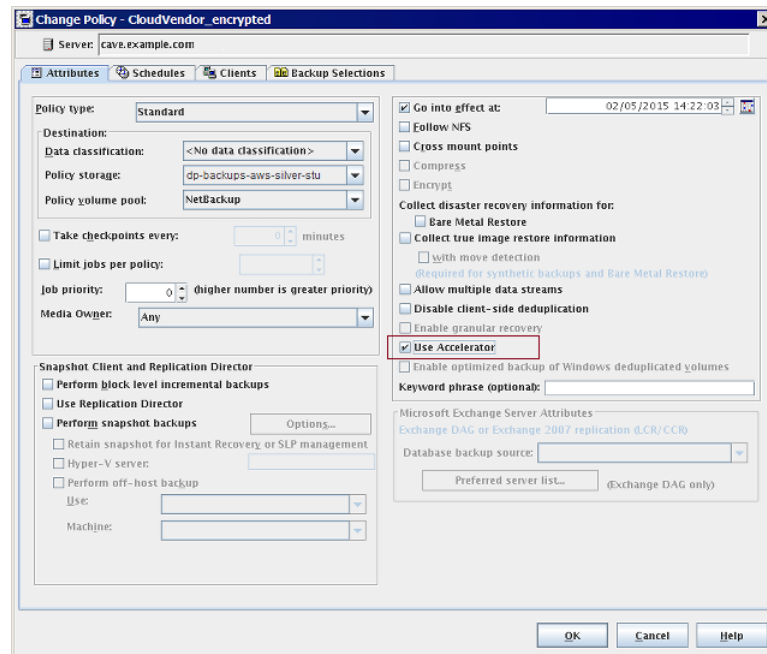 Change Policy - CloudVendor_encrypted
Server: cave.example.com
Attributes Schedules Clients Backup Selections
Policy type: Standard
Destination:
Data classification: <No data classification>
Policy storage: dp-backups-aws-silver-stu
Policy volume pool: NetBackup
Take checkpoints every: 0 minutes
Limit jobs per policy:
Job priority: 0 (higher number is greater priority)
Media Owner: Any
Snapshot Client and Replication Director
Perform block level incremental backups
Use Replication Director
Perform snapshot backups Options...
Retain snapshot for Instant Recovery or SLP management
Hyper-V server:
Perform off-host backup
Use:
Machine:
Go into effect at: 02/05/2015 14:22:03
Follow NFS
Cross mount points
Compress
Encrypt
Collect disaster recovery information for:
Bare Metal Restore
Collect true image restore information
with move detection
(Required for synthetic backups and Bare Metal Restore)
Allow multiple data streams
Disable client-side deduplication
Enable granular recovery
Use Accelerator
Enable optimized backup of Windows deduplicated volumes
Keyword phrase (optional):
Microsoft Exchange Server Attributes
Exchange DAG or Exchange 2007 replication (LCR/CCR)
Database backup source:
Preferred server list... (Exchange DAG only)
OK Cancel Help